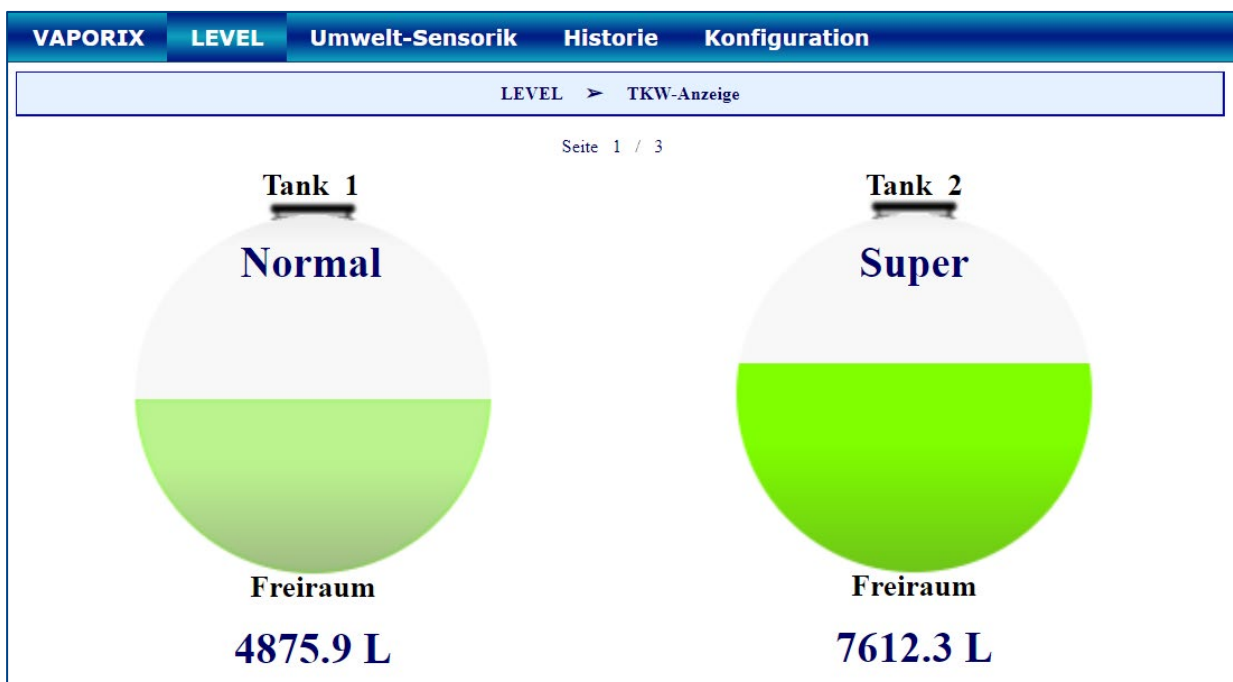 VAPORIX LEVEL Umwelt-Sensorik Historie Konfiguration
LEVEL ➢ TKW-Anzeige
Seite 1 / 3
Tank 1 Tank 2
Normal Super
Freiraum Freiraum
4875.9 L 7612.3 L